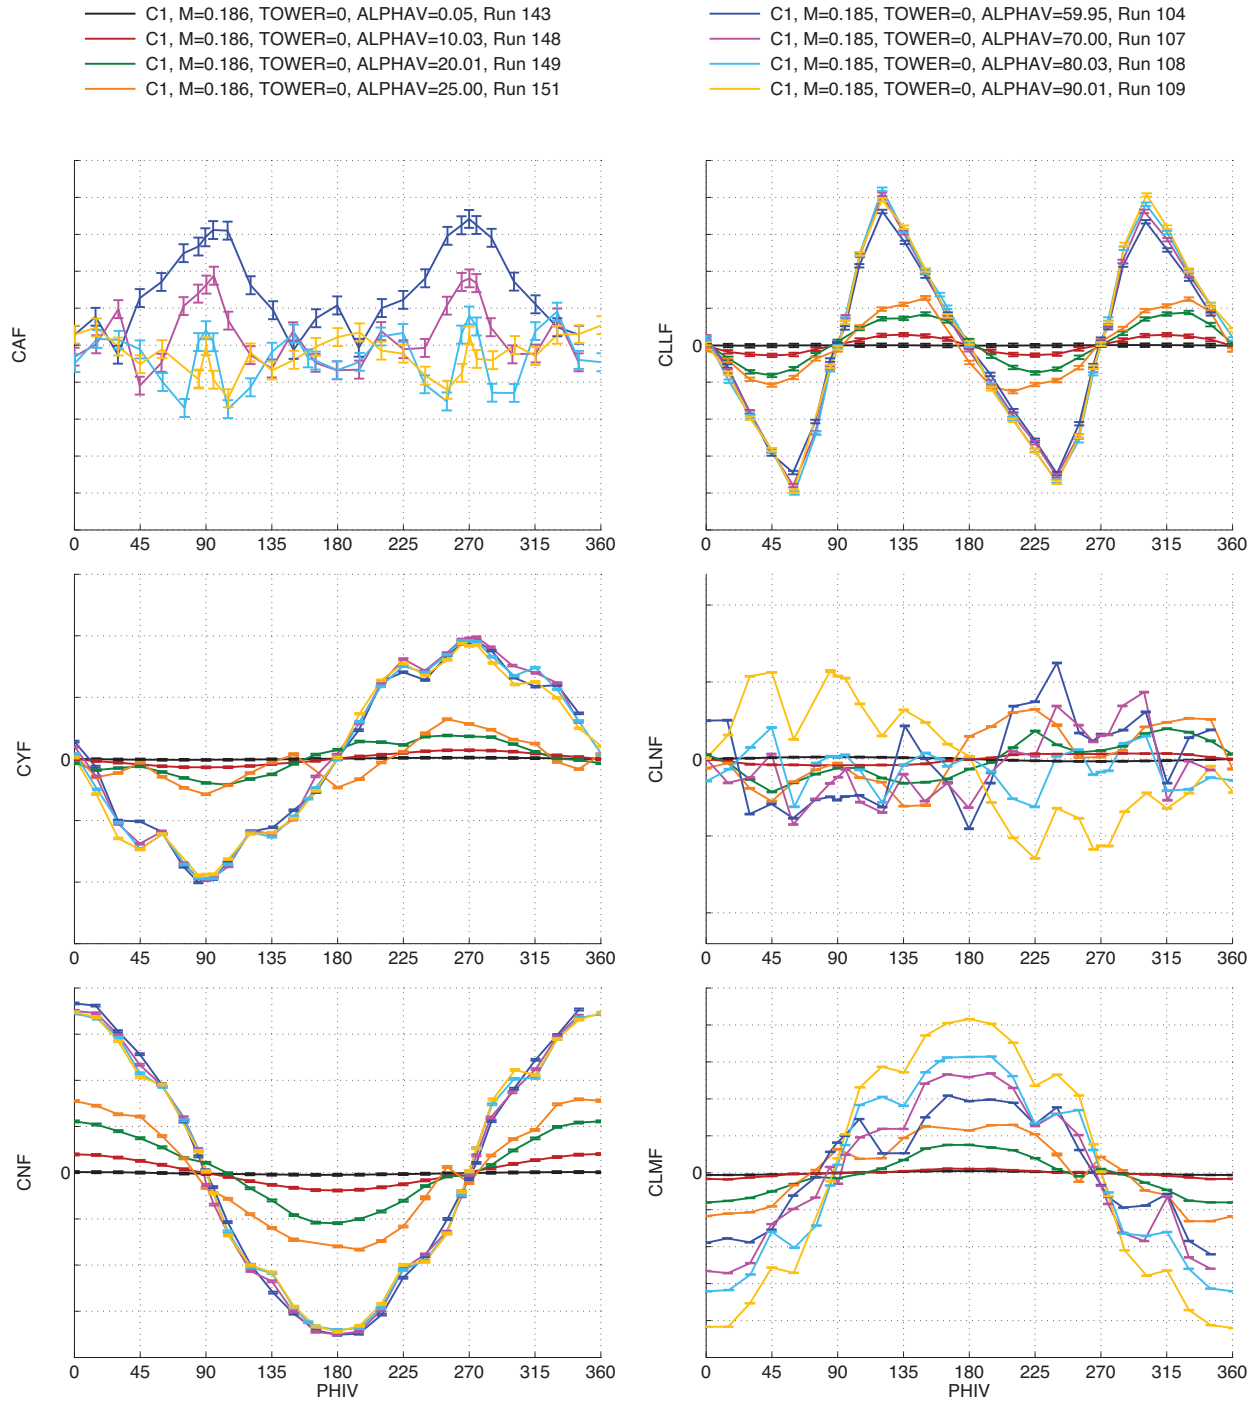 C1, M=0.186, TOWER=0, ALPHAV=0.05, Run 143
C1, M=0.186, TOWER=0, ALPHAV=10.03, Run 148
C1, M=0.186, TOWER=0, ALPHAV=20.01, Run 149
C1, M=0.186, TOWER=0, ALPHAV=25.00, Run 151
C1, M=0.185, TOWER=0, ALPHAV=59.95, Run 104
C1, M=0.185, TOWER=0, ALPHAV=70.00, Run 107
C1, M=0.185, TOWER=0, ALPHAV=80.03, Run 108
C1, M=0.185, TOWER=0, ALPHAV=90.01, Run 109
CAF
0 45 90 135 180 225 270 315 360
CLLF
0
0 45 90 135 180 225 270 315 360
CYF
0
0 45 90 135 180 225 270 315 360
CLNF
0
0 45 90 135 180 225 270 315 360
CNF
0
0 45 90 135 180 225 270 315 360
PHIV
CLMF
0
0 45 90 135 180 225 270 315 360
PHIV